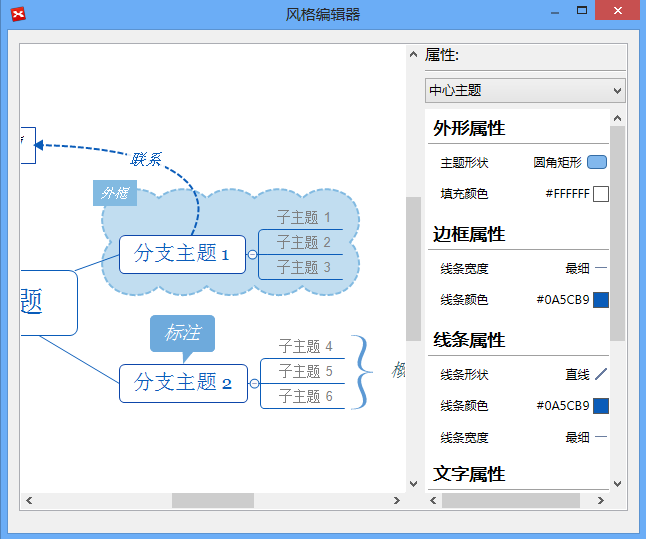 风格编辑器
联系
外框
子主题 1
分支主题 1
子主题 2
子主题 3
题
标注
子主题 4
分支主题 2
子主题 5
子主题 6
属性:
中心主题
外形属性
主题形状 圆角矩形
填充颜色 #FFFFFF
边框属性
线条宽度 最细
线条颜色 #0A5CB9
线条属性
线条形状 直线
线条颜色 #0A5CB9
线条宽度 最细
文字属性